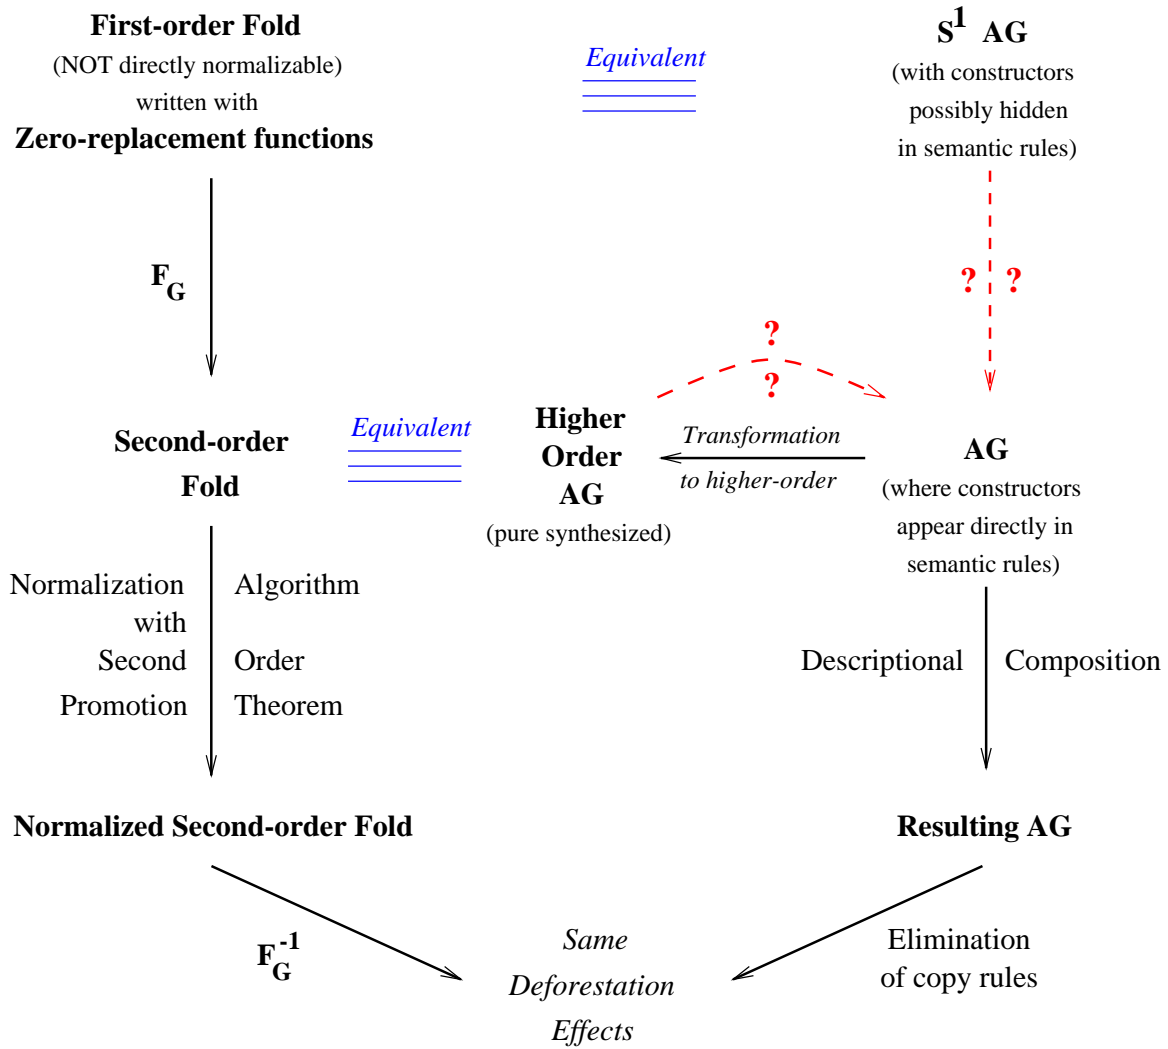 First-order Fold
(NOT directly normalizable)
written with
Zero-replacement functions
Equivalent
S^1 AG
(with constructors
possibly hidden
in semantic rules)
F_G
? ?
?
?
Second-order
Fold
Equivalent
Higher
Order
AG
(pure synthesized)
Transformation
to higher-order
AG
(where constructors
appear directly in
semantic rules)
Normalization Algorithm
with
Second Order
Promotion Theorem
Descriptional Composition
Normalized Second-order Fold
Resulting AG
F_G^-1
Same
Deforestation
Effects
Elimination
of copy rules